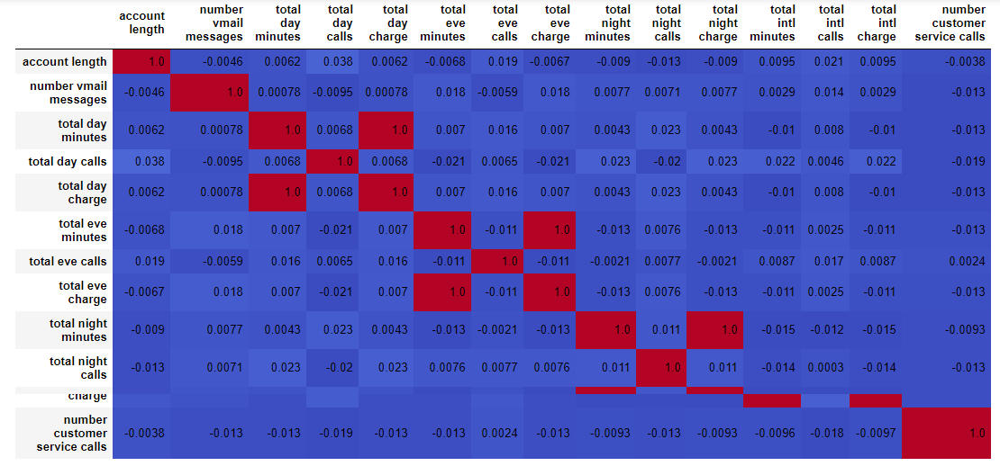 account length number vmail messages total day minutes total day calls total day charge total eve minutes total eve calls total eve charge total night minutes total night calls total night charge total intl minutes total intl calls total intl charge number customer service calls
account length 1.0 -0.0046 0.0062 0.038 0.0062 -0.0068 0.019 -0.0067 -0.009 -0.013 -0.009 0.0095 0.021 0.0095 -0.0038
number vmail messages -0.0046 1.0 0.00078 -0.0095 0.00078 0.018 -0.0059 0.018 0.0077 0.0071 0.0077 0.0029 0.014 0.0029 -0.013
total day minutes 0.0062 0.00078 1.0 0.0068 1.0 0.007 0.016 0.007 0.0043 0.023 0.0043 -0.01 0.008 -0.01 -0.013
total day calls 0.038 -0.0095 0.0068 1.0 0.0068 -0.021 0.0065 -0.021 0.023 -0.02 0.023 0.022 0.0046 0.022 -0.019
total day charge 0.0062 0.00078 1.0 0.0068 1.0 0.007 0.016 0.007 0.0043 0.023 0.0043 -0.01 0.008 -0.01 -0.013
total eve minutes -0.0068 0.018 0.007 -0.021 0.007 1.0 -0.011 1.0 -0.013 0.0076 -0.013 -0.011 0.0025 -0.011 -0.013
total eve calls 0.019 -0.0059 0.016 0.0065 0.016 -0.011 1.0 -0.011 -0.0021 0.0077 -0.0021 0.0087 0.017 0.0087 0.0024
total eve charge -0.0067 0.018 0.007 -0.021 0.007 1.0 -0.011 1.0 -0.013 0.0076 -0.013 -0.011 0.0025 -0.011 -0.013
total night minutes -0.009 0.0077 0.0043 0.023 0.0043 -0.013 -0.0021 -0.013 1.0 0.011 1.0 -0.015 -0.012 -0.015 -0.0093
total night calls -0.013 0.0071 0.023 -0.02 0.023 0.0076 0.0077 0.0076 0.011 1.0 0.011 -0.014 0.0003 -0.014 -0.013
charge
number customer service calls -0.0038 -0.013 -0.013 -0.019 -0.013 -0.013 0.0024 -0.013 -0.0093 -0.013 -0.0093 -0.0096 -0.018 -0.0097 1.0